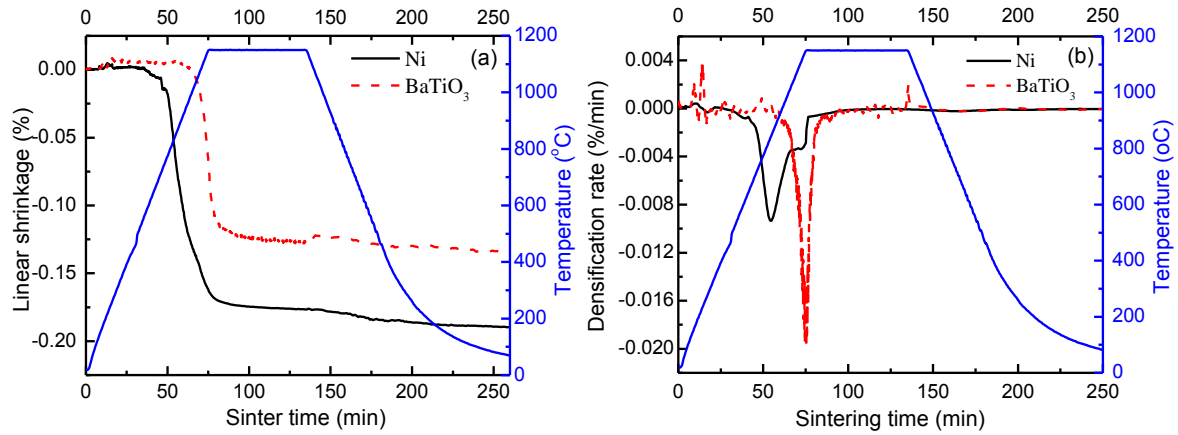 0 50 100 150 200 250
0.00
-0.05
-0.10
-0.15
-0.20
Linear shrinkage (%)
(a)
Ni
BaTiO3
1200
1000
800
600
400
200
0
Temperature (°C)
0 50 100 150 200 250
Sinter time (min)
0 50 100 150 200 250
0.004
0.000
-0.004
-0.008
-0.012
-0.016
-0.020
Densification rate (%/min)
(b)
Ni
BaTiO3
1200
1000
800
600
400
200
0
Temperature (oC)
0 50 100 150 200 250
Sintering time (min)